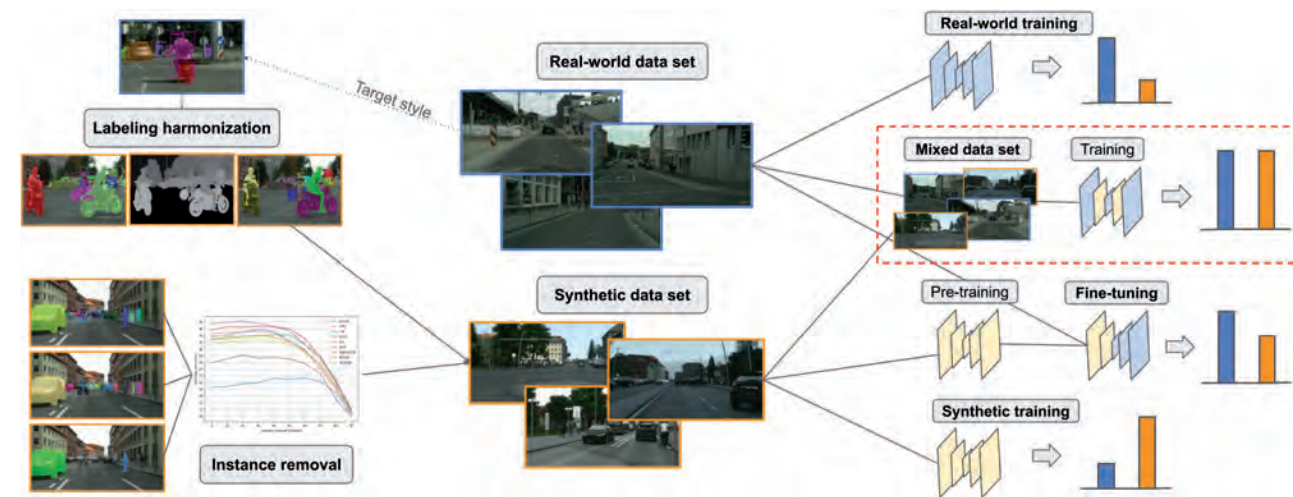 Real-world training
Real-world data set
Target style
Labeling harmonization
Mixed data set
Training
Synthetic data set
Pre-training
Fine-tuning
Synthetic training
Instance removal